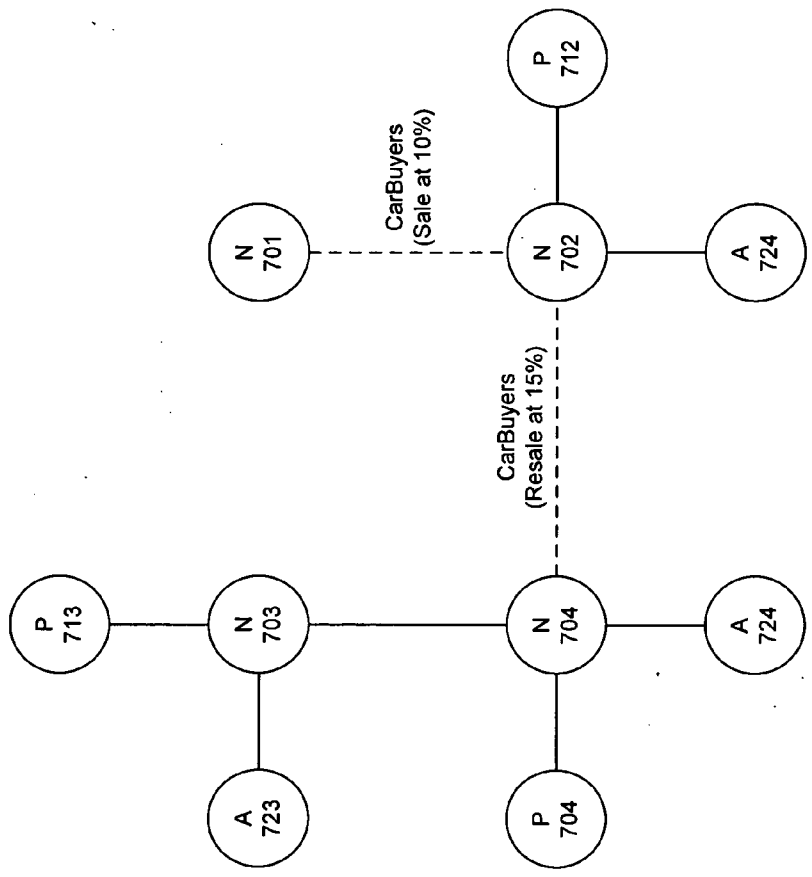 P
713
A
723
N
703
N
701
CarBuyers
(Sale at 10%)
CarBuyers
(Resale at 15%)
P
704
N
704
N
702
P
712
A
724
A
724